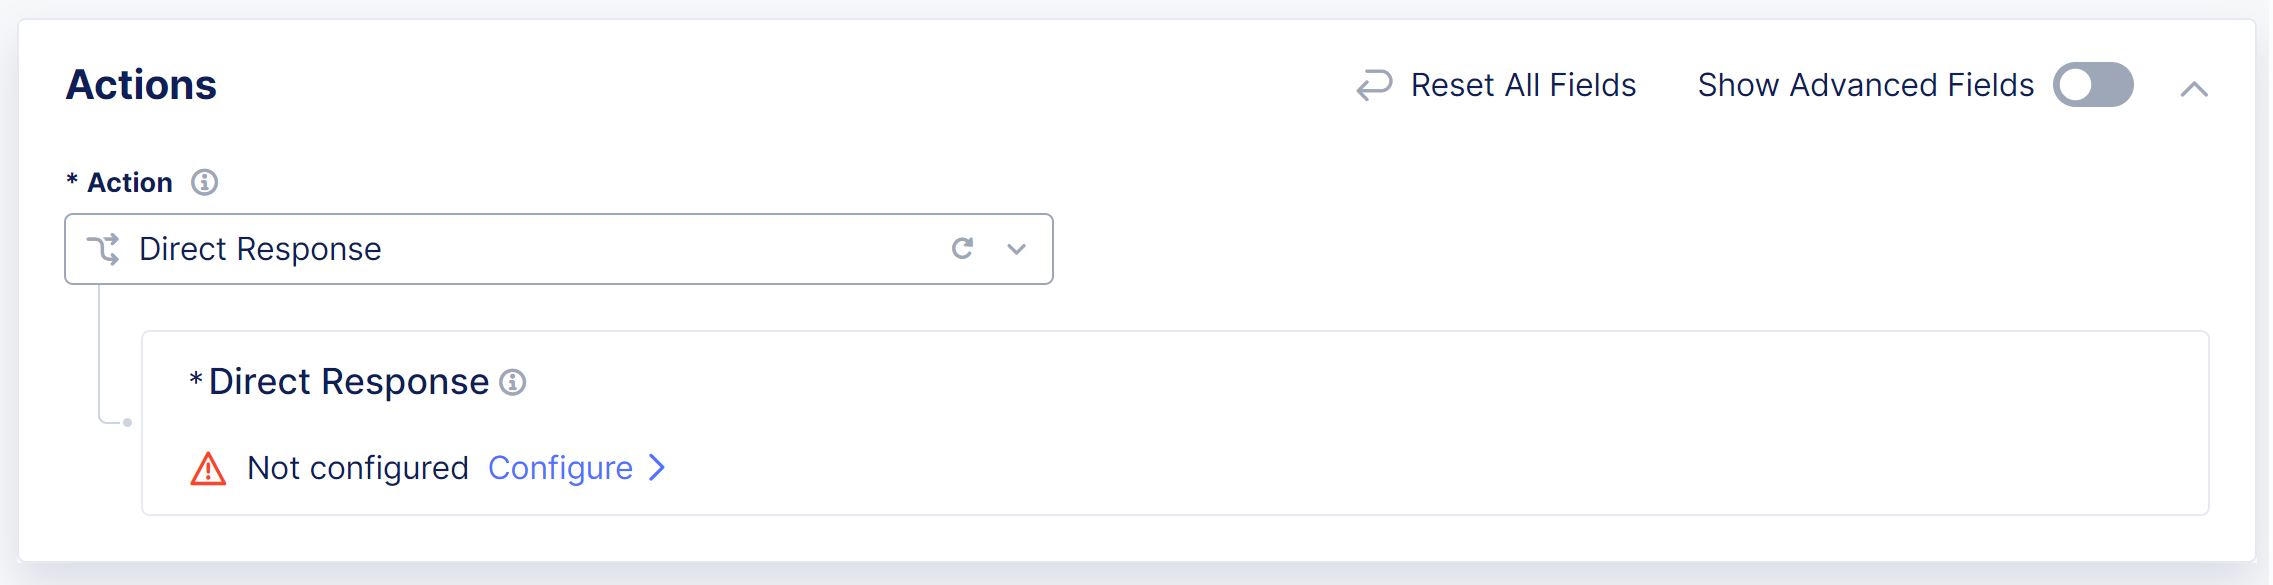 Actions
Reset All Fields
Show Advanced Fields
* Action
Direct Response
*Direct Response
Not configured Configure